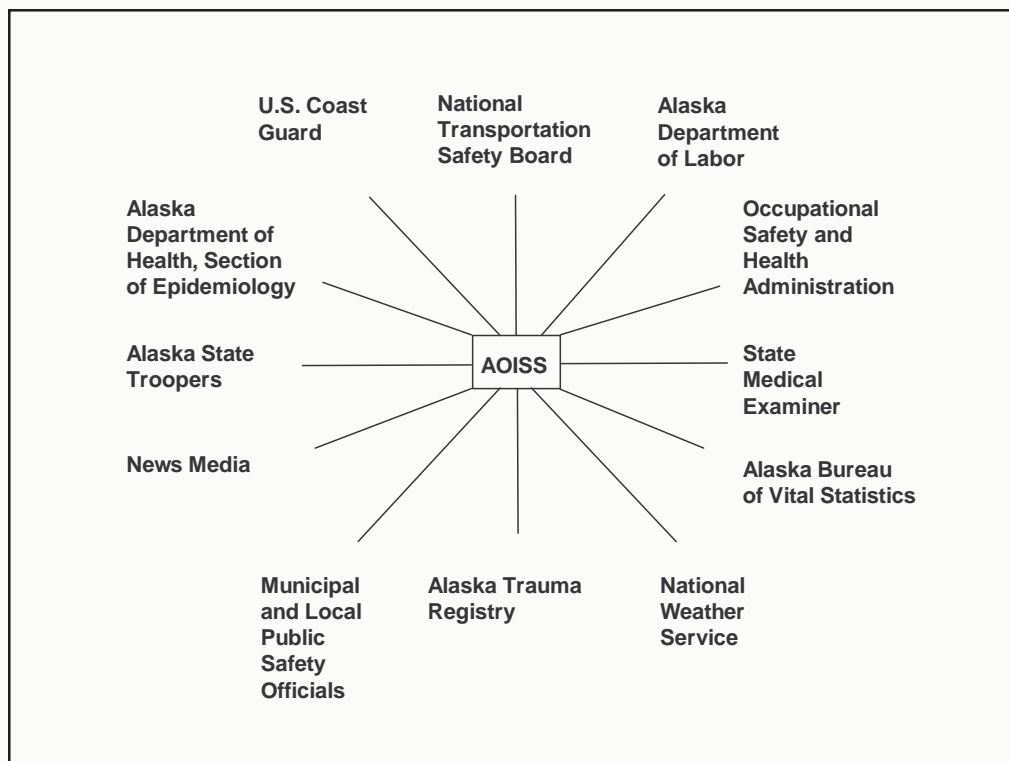 U.S. Coast
Guard
National
Transportation
Safety Board
Alaska
Department
of Labor
Alaska
Department of
Health, Section
of Epidemiology
Occupational
Safety and
Health
Administration
Alaska State
Troopers
AOISS
State
Medical
Examiner
News Media
Alaska Bureau
of Vital Statistics
Municipal
and Local
Public
Safety
Officials
Alaska Trauma
Registry
National
Weather
Service